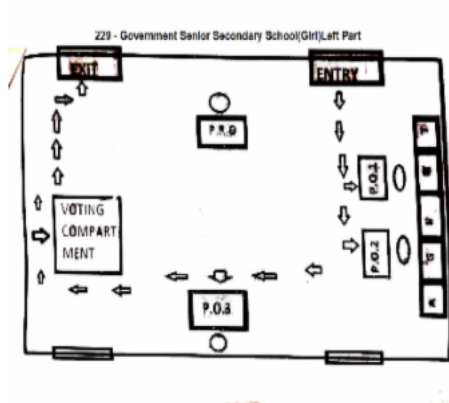 229 - Government Senior Secondary School(Girl)Left Part
EXIT
ENTRY
P.R.O
P.O.1
VOTING
COMPART
MENT
P.O.2
P.O.3